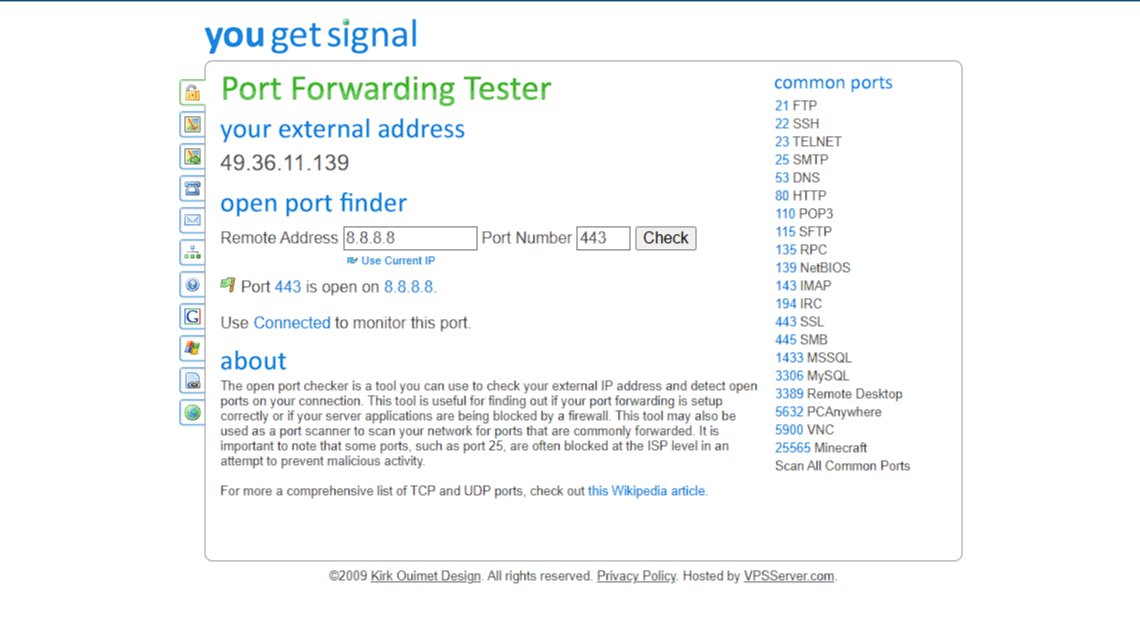 you get signal
Port Forwarding Tester
your external address
49.36.11.139
open port finder
Remote Address 8.8.8.8 Port Number 443 Check
Use Current IP
Port 443 is open on 8.8.8.8.
Use Connected to monitor this port.
about
The open port checker is a tool you can use to check your external IP address and detect open
ports on your connection. This tool is useful for finding out if your port forwarding is setup
correctly or if your server applications are being blocked by a firewall. This tool may also be
used as a port scanner to scan your network for ports that are commonly forwarded. It is
important to note that some ports, such as port 25, are often blocked at the ISP level in an
attempt to prevent malicious activity.
For more a comprehensive list of TCP and UDP ports, check out this Wikipedia article.
common ports
21 FTP
22 SSH
23 TELNET
25 SMTP
53 DNS
80 HTTP
110 POP3
115 SFTP
135 RPC
139 NetBIOS
143 IMAP
194 IRC
443 SSL
445 SMB
1433 MSSQL
3306 MySQL
3389 Remote Desktop
5632 PCAnywhere
5900 VNC
25565 Minecraft
Scan All Common Ports
G
©2009 Kirk Ouimet Design. All rights reserved. Privacy Policy. Hosted by VPSServer.com.